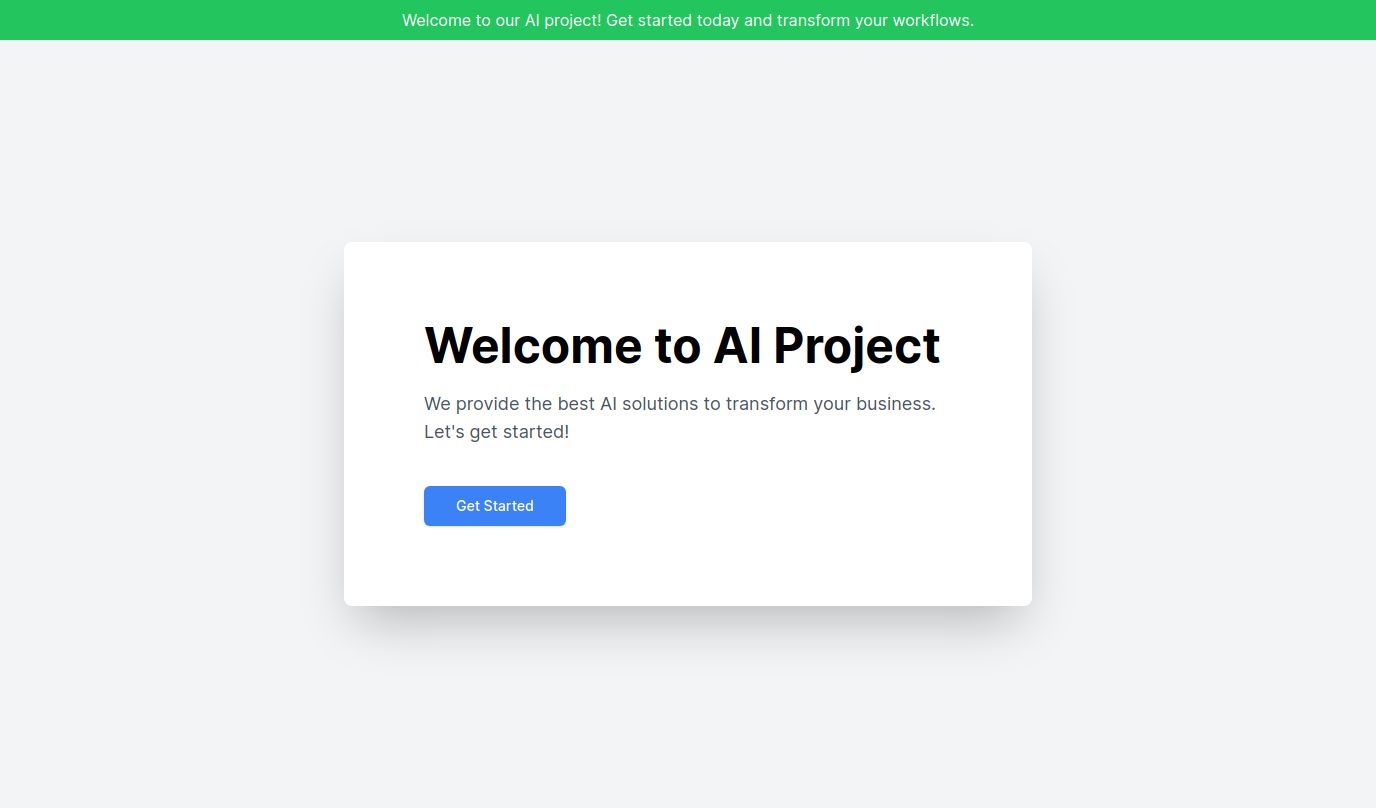 Welcome to our AI project! Get started today and transform your workflows.
Welcome to AI Project
We provide the best AI solutions to transform your business.
Let's get started!
Get Started